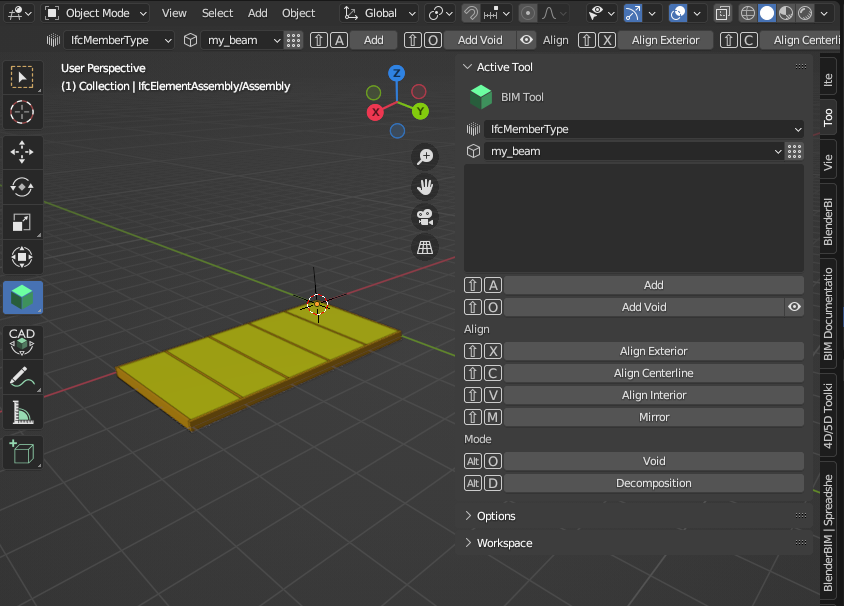 Object Mode View Select Add Object Global
IfcMemberType my_beam A Add O Add Void Align X Align Exterior C Align Centerli
User Perspective
(1) Collection | IfcElementAssembly/Assembly
Z
X
Y
CAD
Active Tool
BIM Tool
IfcMemberType
my_beam
A Add
O Add Void
Align
X Align Exterior
C Align Centerline
V Align Interior
M Mirror
Mode
Alt O Void
Alt D Decomposition
Options
Workspace
Ite
Too
Vie
BlenderBI
BIM Documentatio
4D/5D Toolki
BlenderBIM | Spreadshe